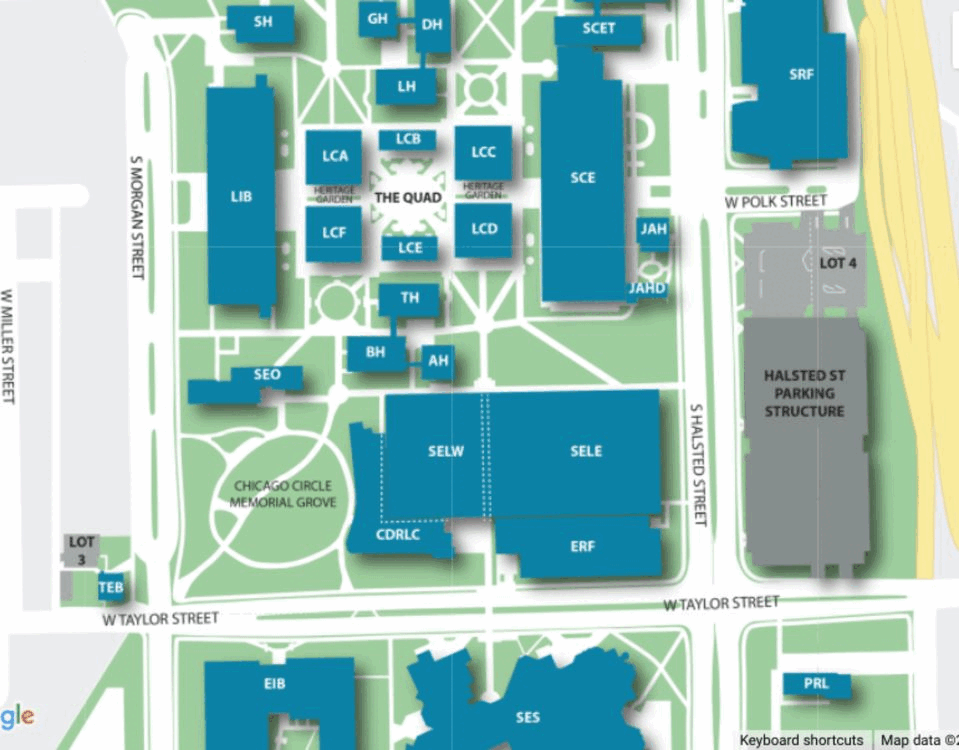 SH
GH
DH
SCET
SRF
LH
LCB
LCA
LCC
HERITAGE
GARDEN
THE QUAD
HERITAGE
GARDEN
SCE
LIB
LCF
LCD
LCE
JAH
JAHD
W POLK STREET
LOT 4
S MORGAN STREET
W MILLER STREET
TH
BH
AH
SEO
HALSTED ST
PARKING
STRUCTURE
S HALSTED STREET
SELW
SELE
CHICAGO CIRCLE
MEMORIAL GROVE
CDRLC
ERF
LOT
3
TEB
W TAYLOR STREET
W TAYLOR STREET
EIB
SES
PRL
gle
Keyboard shortcuts
Map data ©2